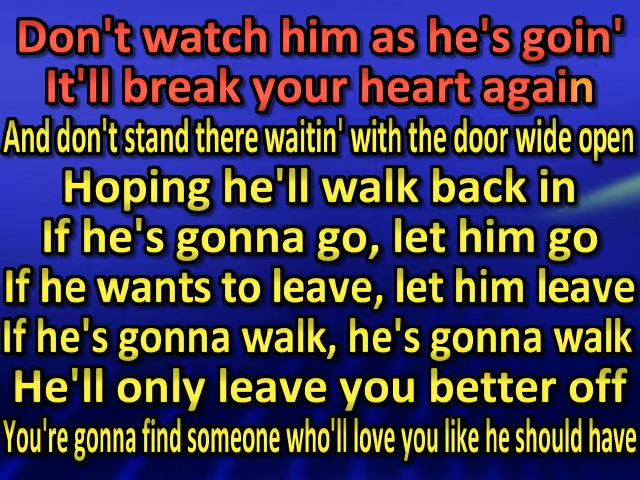 Don't watch him as he's goin'
It'll break your heart again
And don't stand there waitin' with the door wide open
Hoping he'll walk back in
If he's gonna go, let him go
If he wants to leave, let him leave
If he's gonna walk, he's gonna walk
He'll only leave you better off
You're gonna find someone who'll love you like he should have